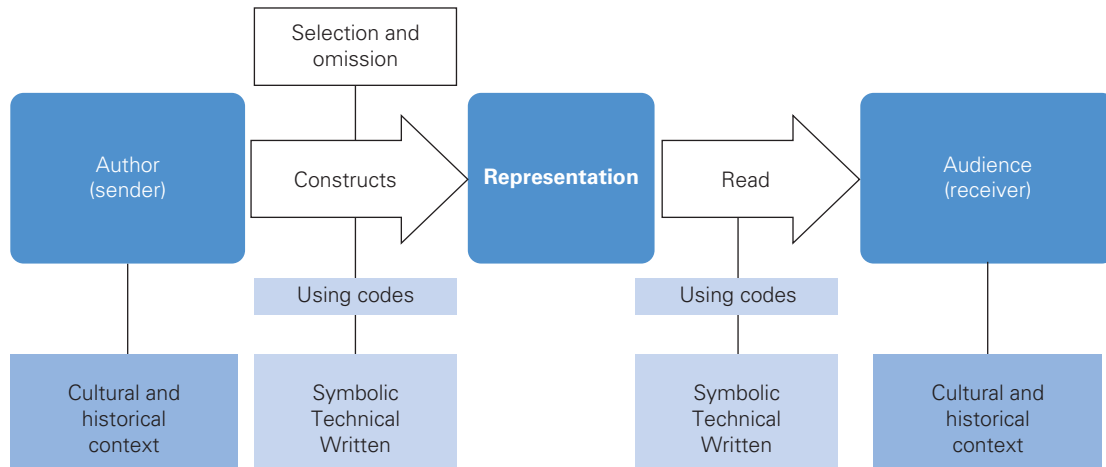 Selection and
omission
Author
(sender)
Constructs
Representation
Read
Audience
(receiver)
Using codes
Using codes
Cultural and
historical
context
Symbolic
Technical
Written
Symbolic
Technical
Written
Cultural and
historical
context